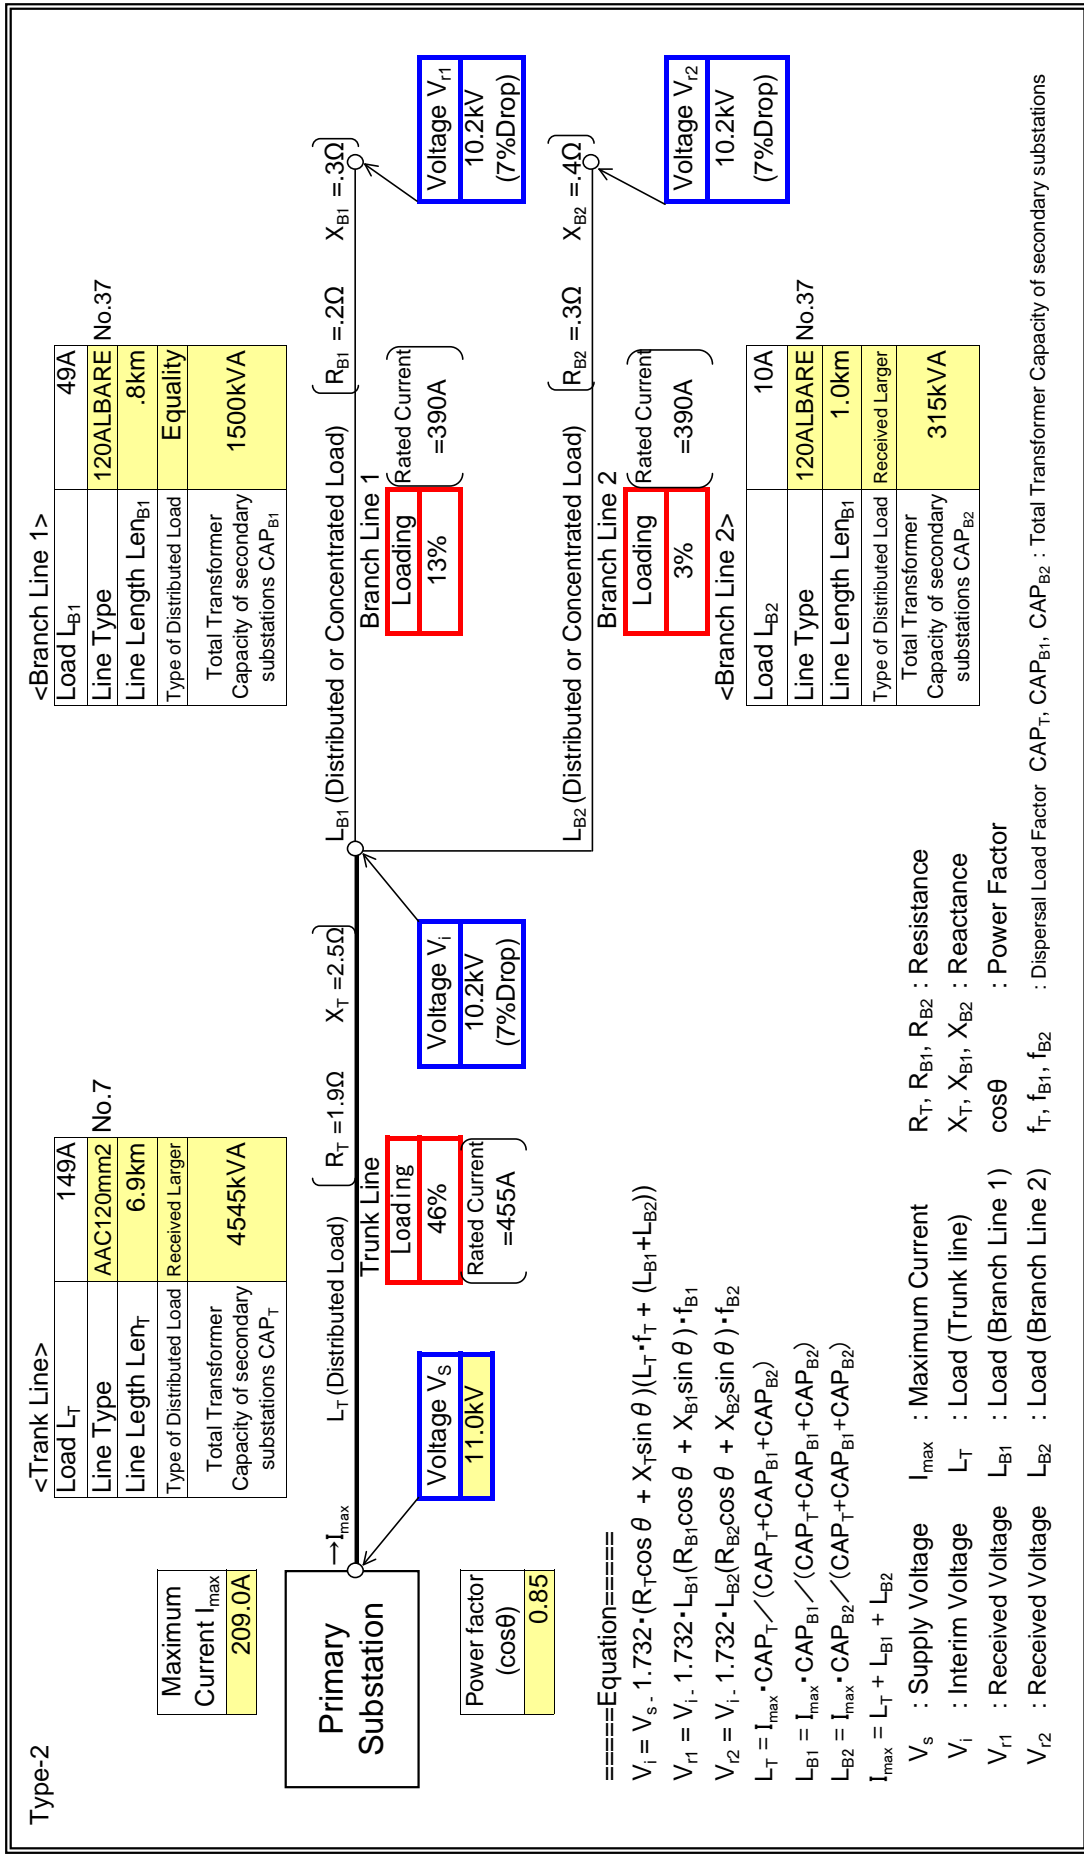 Type-2
Maximum
Current Imax
209.0A
Primary
Substation
Power factor
(cosθ)
0.85
→Imax
Voltage VS
11.0kV
<Trank Line>
Load LT 149A
Line Type AAC120mm2 No.7
Line Legth LenT 6.9km
Type of Distributed Load Received Larger
Total Transformer
Capacity of secondary
substations CAPT
4545kVA
LT (Distributed Load) RT =1.9Ω XT =2.5Ω
Trunk Line
Loading
46%
Rated Current
=455A
Voltage Vi
10.2kV
(7%Drop)
<Branch Line 1>
Load LB1 49A
Line Type 120ALBARE No.37
Line Length LenB1 .8km
Type of Distributed Load Equality
Total Transformer
Capacity of secondary
substations CAPB1
1500kVA
LB1 (Distributed or Concentrated Load) RB1 =.2Ω XB1 =.3Ω
Branch Line 1
Loading
13%
Rated Current
=390A
Voltage Vr1
10.2kV
(7%Drop)
LB2 (Distributed or Concentrated Load) RB2 =.3Ω XB2 =.4Ω
Branch Line 2
Loading
3%
Rated Current
=390A
Voltage Vr2
10.2kV
(7%Drop)
<Branch Line 2>
Load LB2 10A
Line Type 120ALBARE No.37
Line Length LenB1 1.0km
Type of Distributed Load Received Larger
Total Transformer
Capacity of secondary
substations CAPB2
315kVA
=====Equation=====
Vi = Vs - 1.732・(RTcos θ + XTsin θ)(LT・fT + (LB1+LB2))
Vr1 = Vi - 1.732・LB1(RB1cos θ + XB1sin θ)・fB1
Vr2 = Vi - 1.732・LB2(RB2cos θ + XB2sin θ)・fB2
LT = Imax・CAPT／(CAPT+CAPB1+CAPB2)
LB1 = Imax・CAPB1／(CAPT+CAPB1+CAPB2)
LB2 = Imax・CAPB2／(CAPT+CAPB1+CAPB2)
Imax = LT + LB1 + LB2
Vs : Supply Voltage Imax : Maximum Current RT, RB1, RB2 : Resistance
Vi : Interim Voltage LT : Load (Trunk line) XT, XB1, XB2 : Reactance
Vr1 : Received Voltage LB1 : Load (Branch Line 1) cosθ : Power Factor
Vr2 : Received Voltage LB2 : Load (Branch Line 2) fT, fB1, fB2 : Dispersal Load Factor CAPT, CAPB1, CAPB2 : Total Transformer Capacity of secondary substations